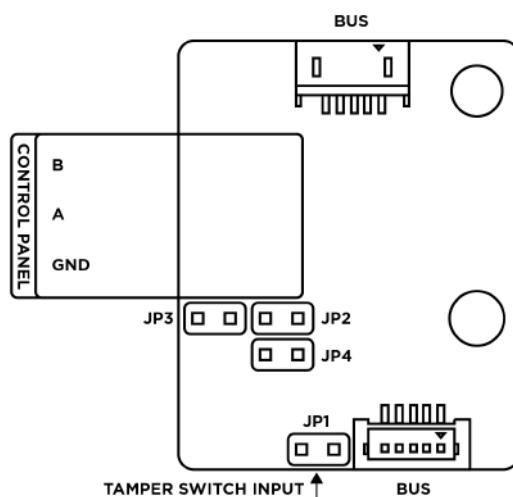 BUS
CONTROL PANEL
B
A
GND
JP3
JP2
JP4
JP1
TAMPER SWITCH INPUT
BUS